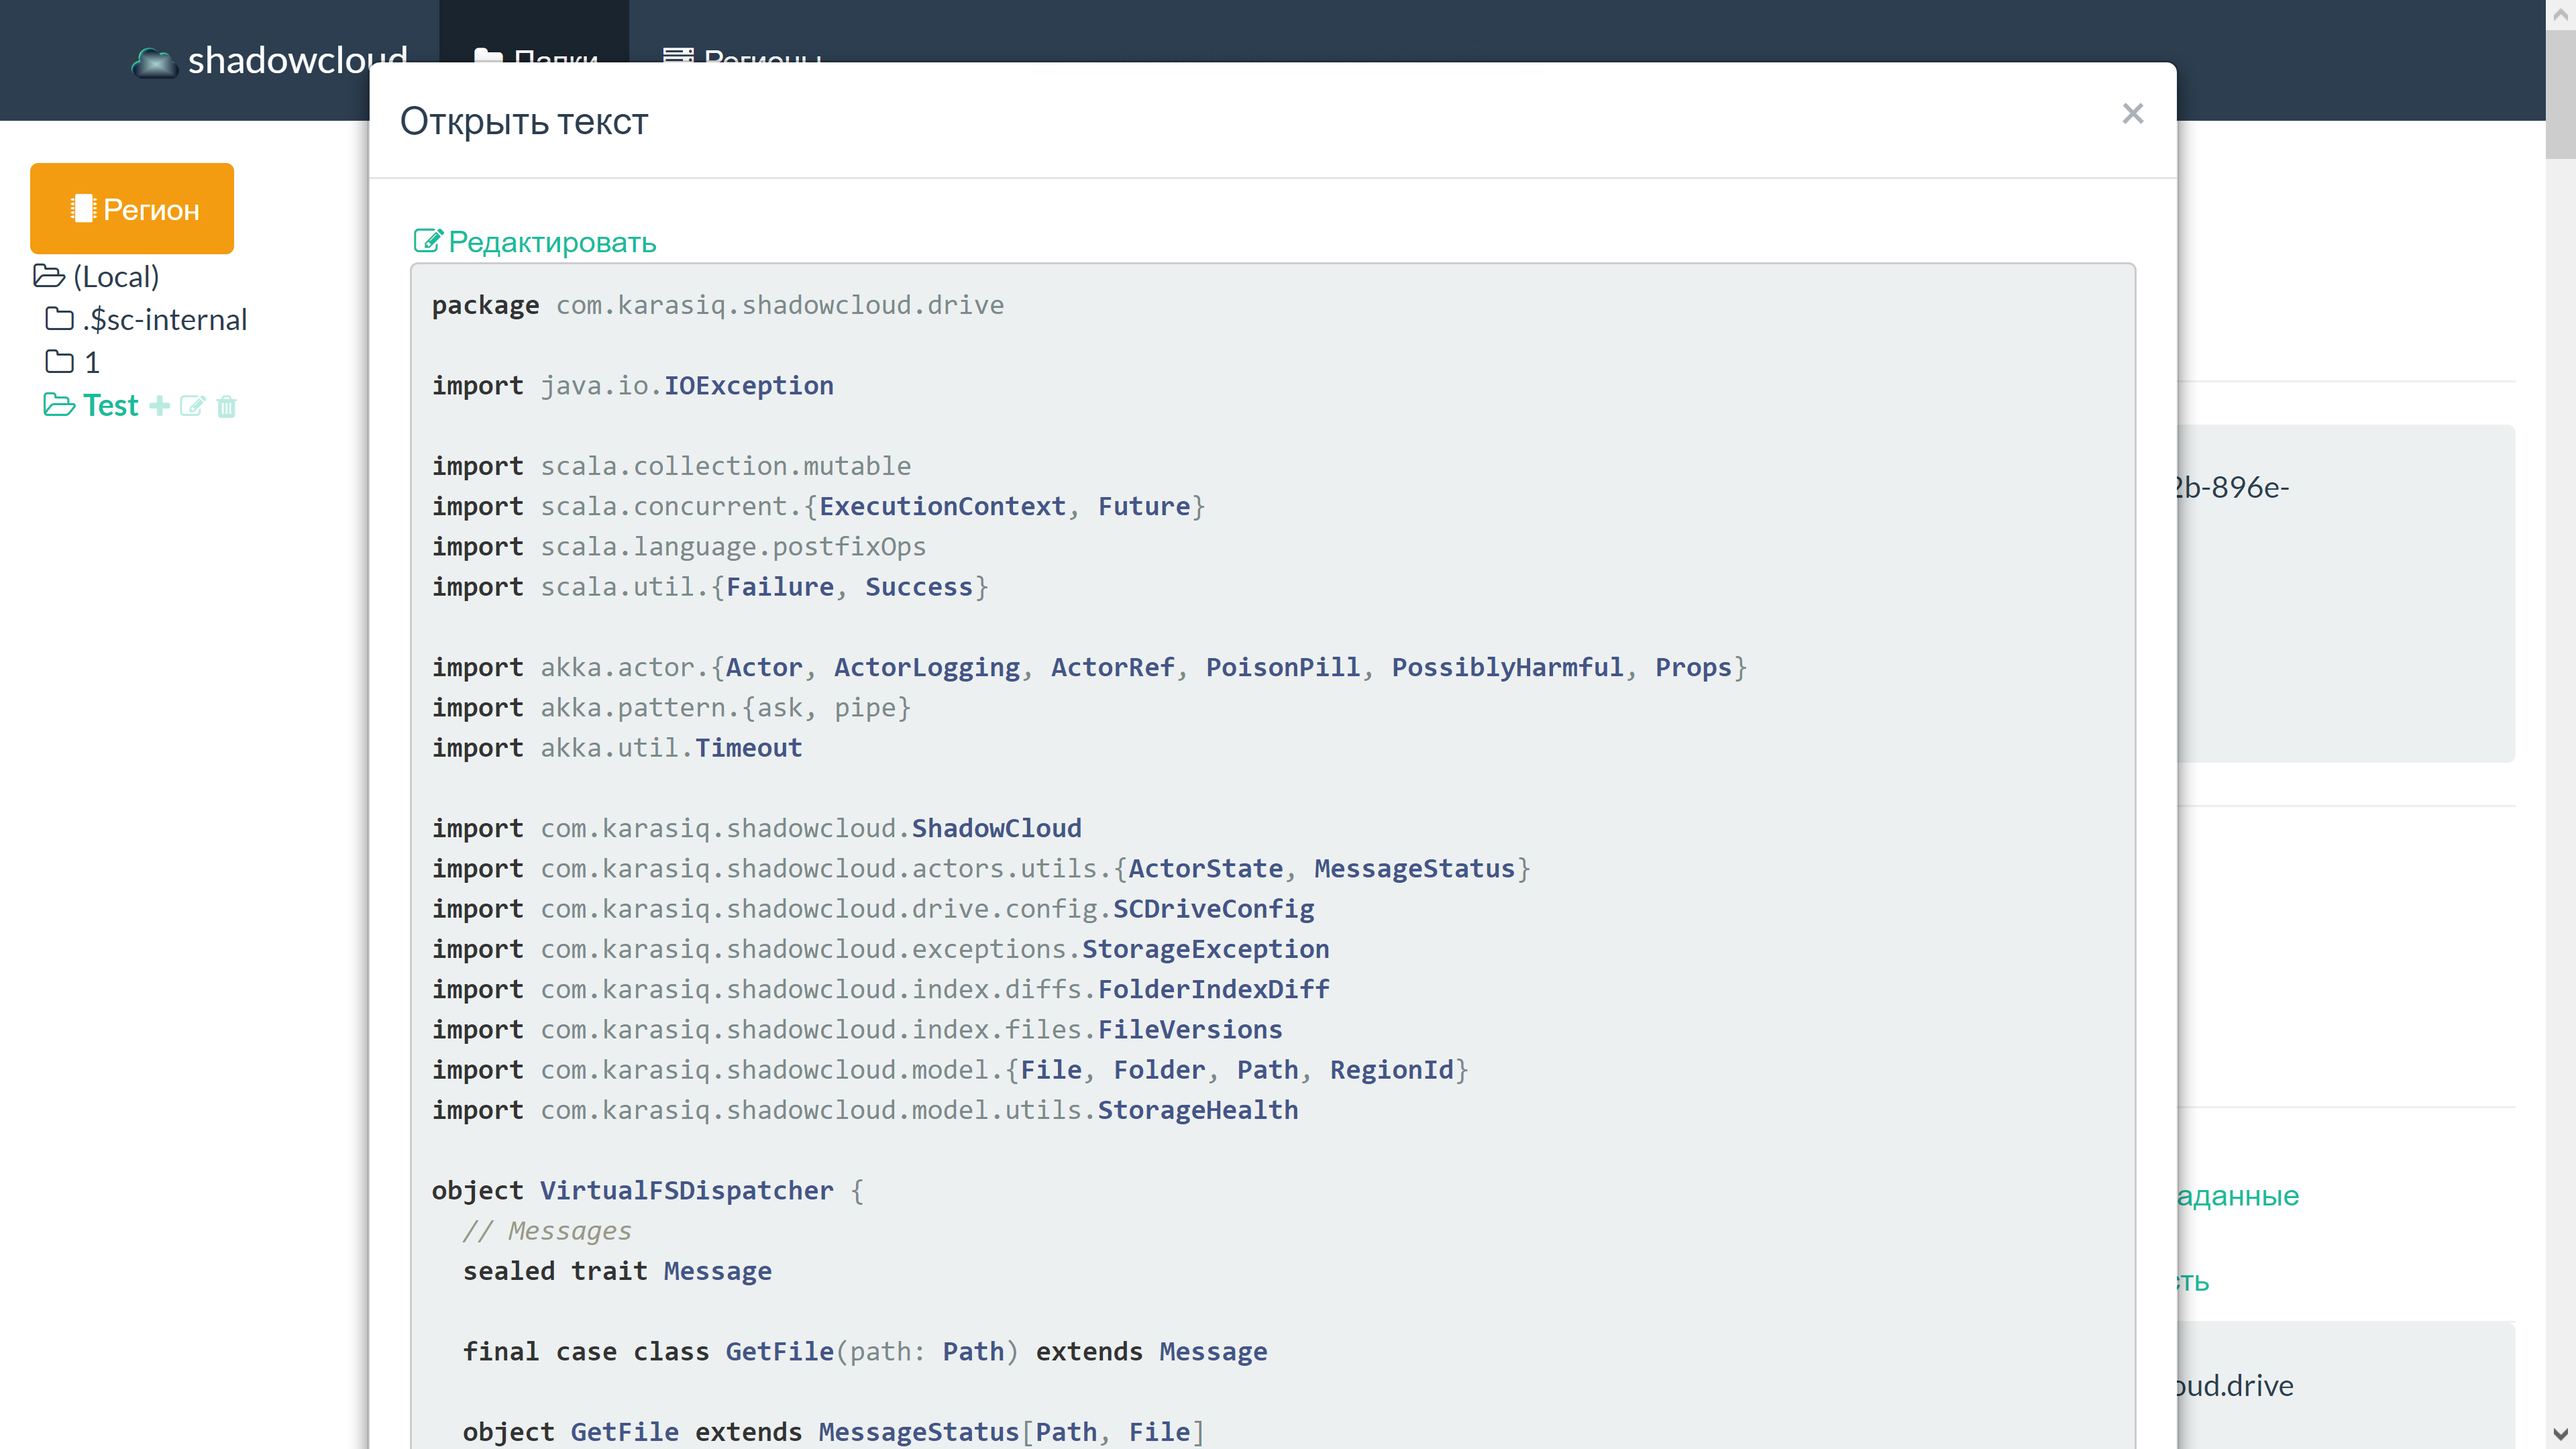 shadowcloud
Папки
Регионы
Открыть текст
×
Регион
(Local)
.$sc-internal
1
Test
Редактировать
package com.karasiq.shadowcloud.drive
import java.io.IOException
import scala.collection.mutable
import scala.concurrent.{ExecutionContext, Future}
import scala.language.postfixOps
import scala.util.{Failure, Success}
import akka.actor.{Actor, ActorLogging, ActorRef, PoisonPill, PossiblyHarmful, Props}
import akka.pattern.{ask, pipe}
import akka.util.Timeout
import com.karasiq.shadowcloud.ShadowCloud
import com.karasiq.shadowcloud.actors.utils.{ActorState, MessageStatus}
import com.karasiq.shadowcloud.drive.config.SCDriveConfig
import com.karasiq.shadowcloud.exceptions.StorageException
import com.karasiq.shadowcloud.index.diffs.FolderIndexDiff
import com.karasiq.shadowcloud.index.files.FileVersions
import com.karasiq.shadowcloud.model.{File, Folder, Path, RegionId}
import com.karasiq.shadowcloud.model.utils.StorageHealth
object VirtualFSDispatcher {
// Messages
sealed trait Message
final case class GetFile(path: Path) extends Message
object GetFile extends MessageStatus[Path, File]
2b-896e-
аданные
сть
oud.drive